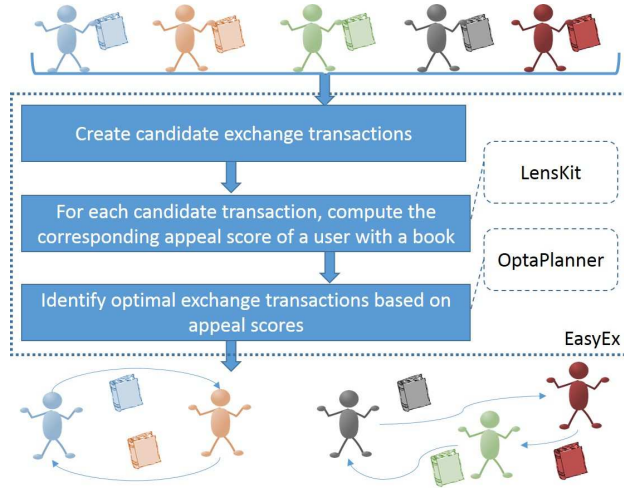 Create candidate exchange transactions
LensKit
For each candidate transaction, compute the
corresponding appeal score of a user with a book
OptaPlanner
Identify optimal exchange transactions based on
appeal scores
EasyEx